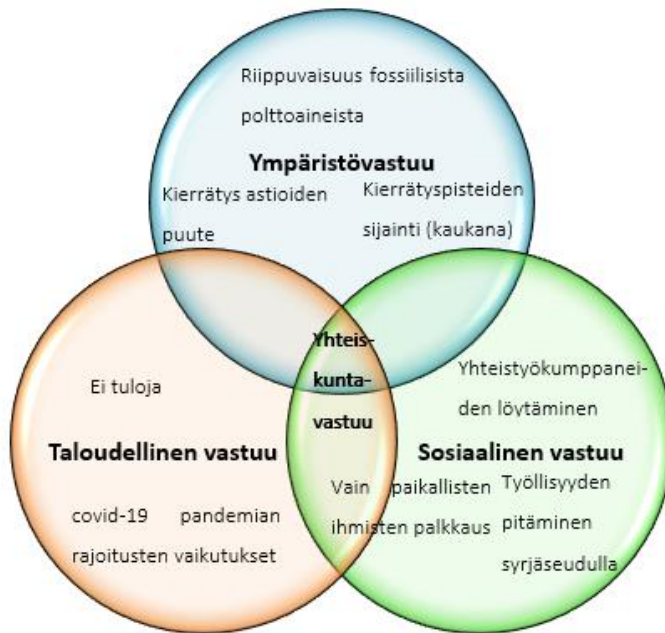 Riippuvaisuus fossiilisista
polttoaineista
Ympäristövastuu
Kierrätys astioiden
puute
Kierrätyspisteiden
sijainti (kaukana)
Yhteis-
kunta-
vastuu
Ei tuloja
Taloudellinen vastuu
covid-19 pandemian
rajoitusten vaikutukset
Yhteistyökumppanei-
den löytäminen
Sosiaalinen vastuu
Vain paikallisten
ihmisten palkkaus
Työllisyyden
pitäminen
syrjäseudulla